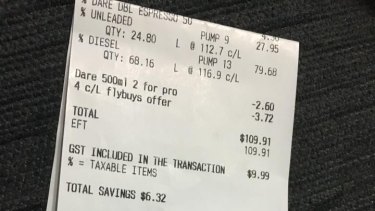 % DARE DBL ESPRESSO 50
% UNLEADED PUMP 9 27.95
QTY: 24.80 L @ 112.7 c/L
% DIESEL PUMP 13 79.68
QTY: 68.16 L @ 116.9 c/L
Dare 500ml 2 for pro -2.60
4 c/L flybuys offer -3.72
TOTAL $109.91
EFT 109.91
GST INCLUDED IN THE TRANSACTION $9.99
% = TAXABLE ITEMS
TOTAL SAVINGS $6.32